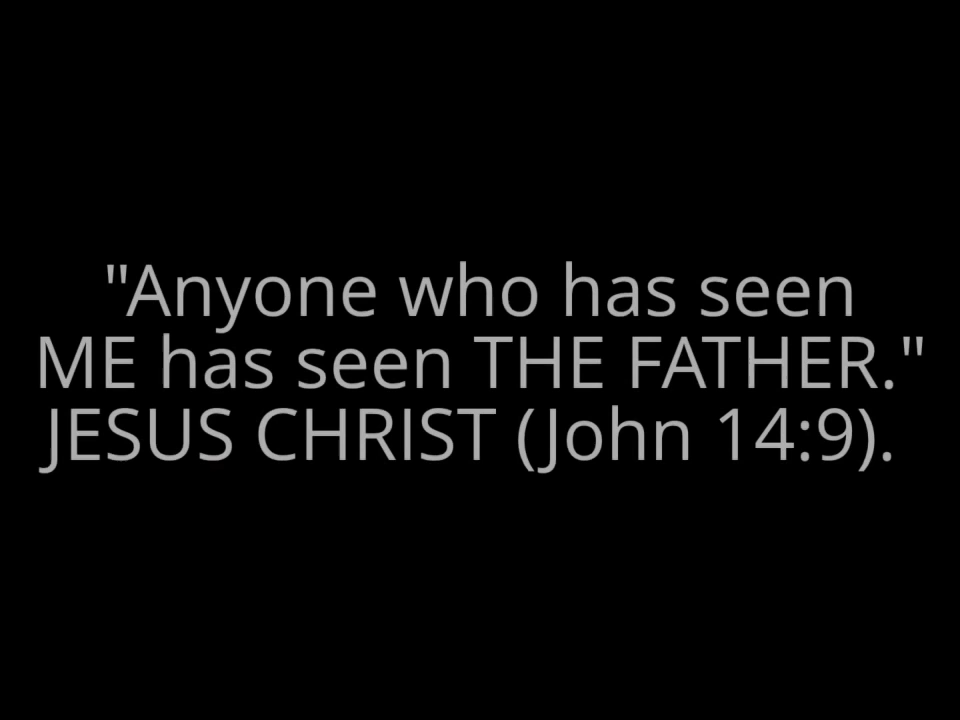 "Anyone who has seen
ME has seen THE FATHER."
JESUS CHRIST (John 14:9).